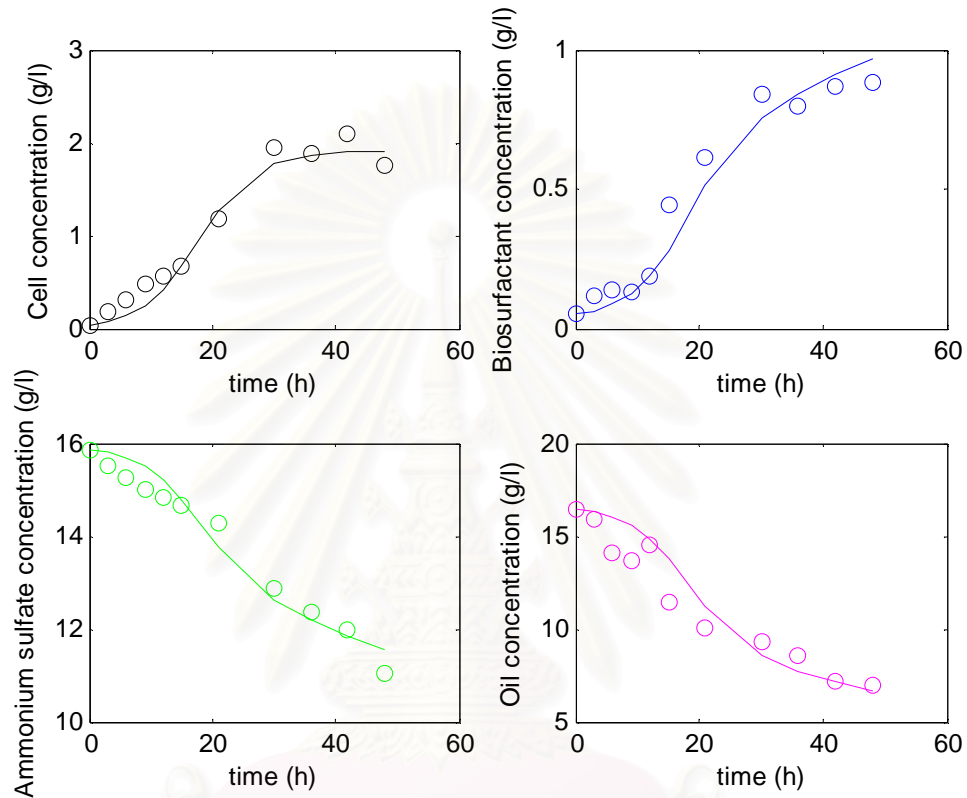 Cell concentration (g/l)
3
2
1
0
0 20 40 60
time (h)
Biosurfactant concentration (g/l)
1
0.5
0
0 20 40 60
time (h)
Ammonium sulfate concentration (g/l)
16
14
12
10
0 20 40 60
time (h)
Oil concentration (g/l)
20
15
10
5
0 20 40 60
time (h)